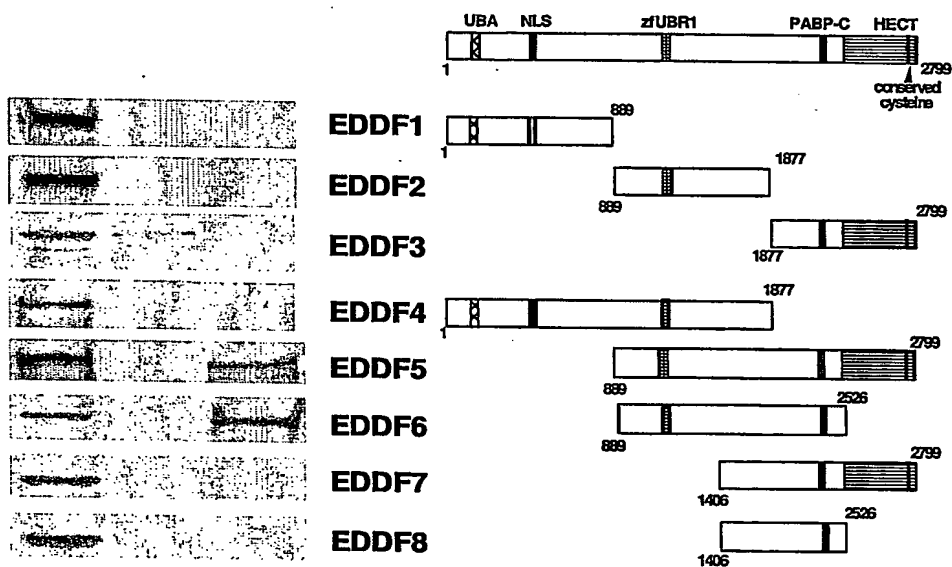 UBA NLS zfUBR1 PABP-C HECT
1 2799
conserved
cysteine
EDDF1 1 889
EDDF2 889 1877
EDDF3 1877 2799
EDDF4 1 1877
EDDF5 889 2799
EDDF6 889 2526
EDDF7 1406 2799
EDDF8 1406 2526